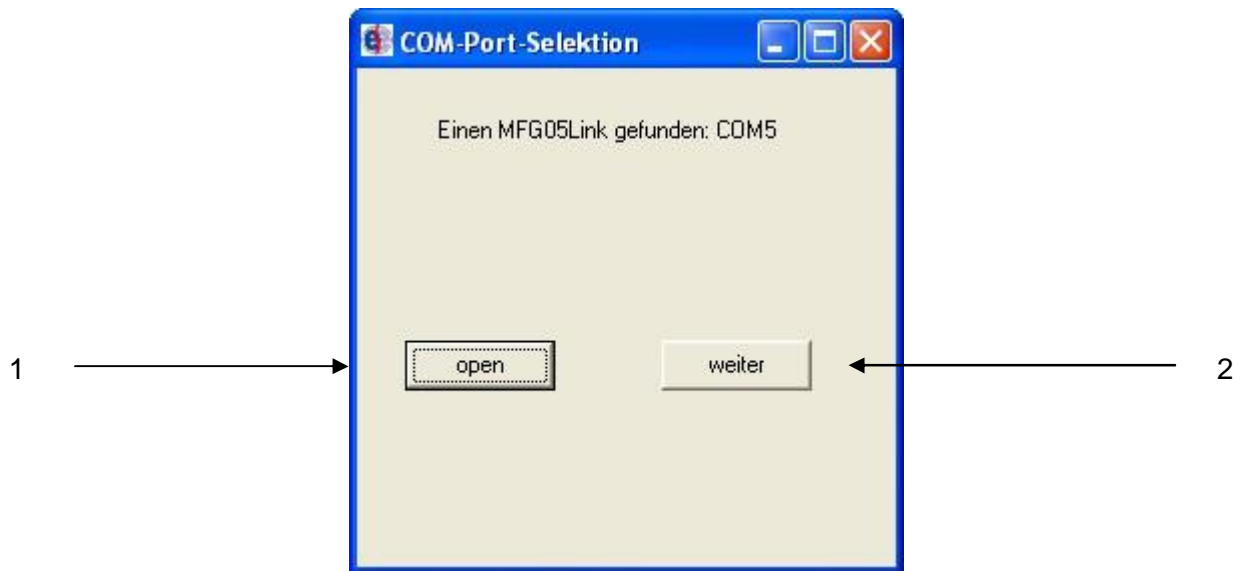 COM-Port-Selektion
Einen MFG05Link gefunden: COM5
1 open weiter 2